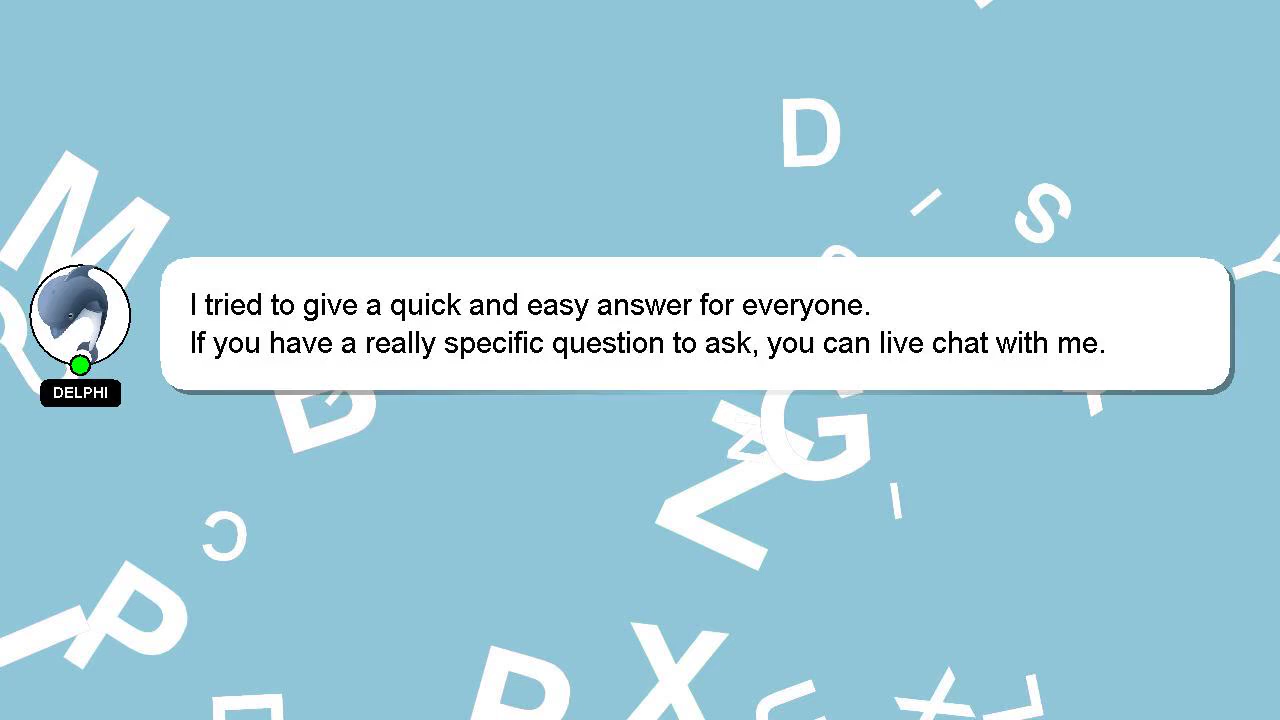 I tried to give a quick and easy answer for everyone.
If you have a really specific question to ask, you can live chat with me.
DELPHI
M
D
I
S
Y
B
Z
G
I
C
P
P
X
U
X